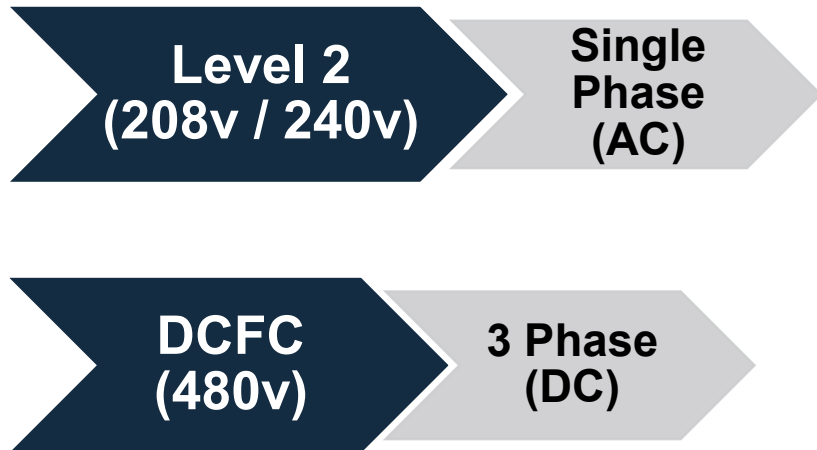 Level 2
(208v / 240v)
Single
Phase
(AC)
DCFC
(480v)
3 Phase
(DC)